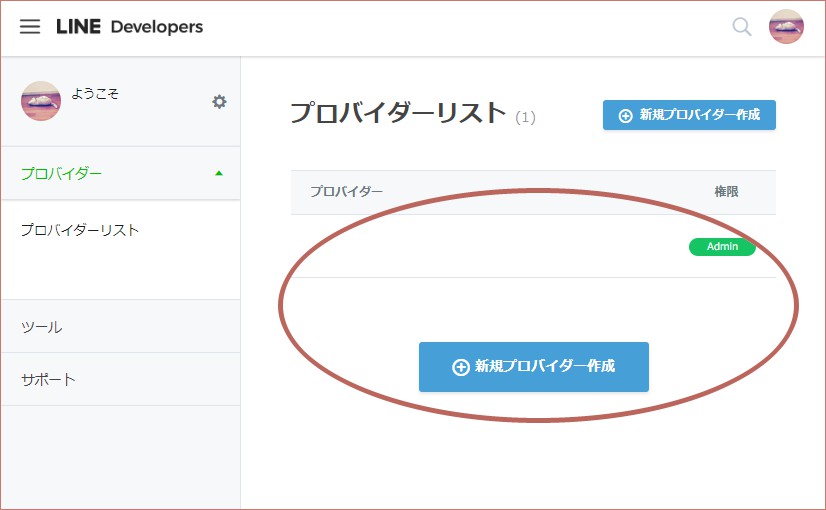 LINE Developers
ようこそ
プロバイダー
プロバイダーリスト
ツール
サポート
プロバイダーリスト (1)
新規プロバイダー作成
プロバイダー 権限
Admin
新規プロバイダー作成